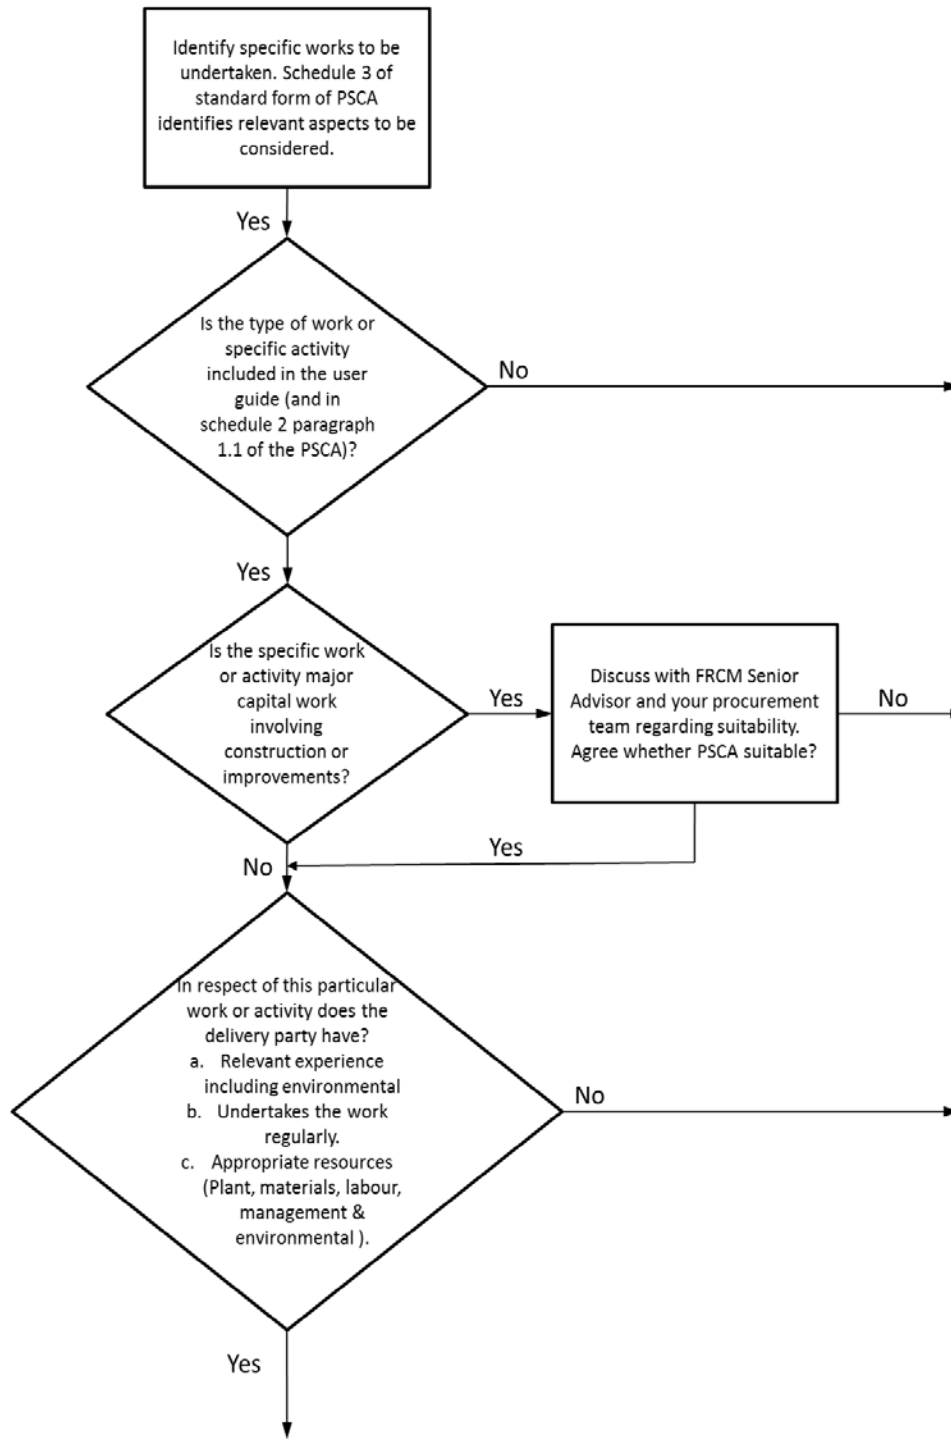 Identify specific works to be
undertaken. Schedule 3 of
standard form of PSCA
identifies relevant aspects to be
considered.
Yes
Is the type of work or
specific activity
included in the user
guide (and in
schedule 2 paragraph
1.1 of the PSCA)?
No
Yes
Is the specific work
or activity major
capital work
involving
construction or
improvements?
Yes
Discuss with FRCM Senior
Advisor and your procurement
team regarding suitability.
Agree whether PSCA suitable?
No
Yes
No
In respect of this particular
work or activity does the
delivery party have?
a. Relevant experience
including environmental
b. Undertakes the work
regularly.
c. Appropriate resources
(Plant, materials, labour,
management &
environmental ).
No
Yes